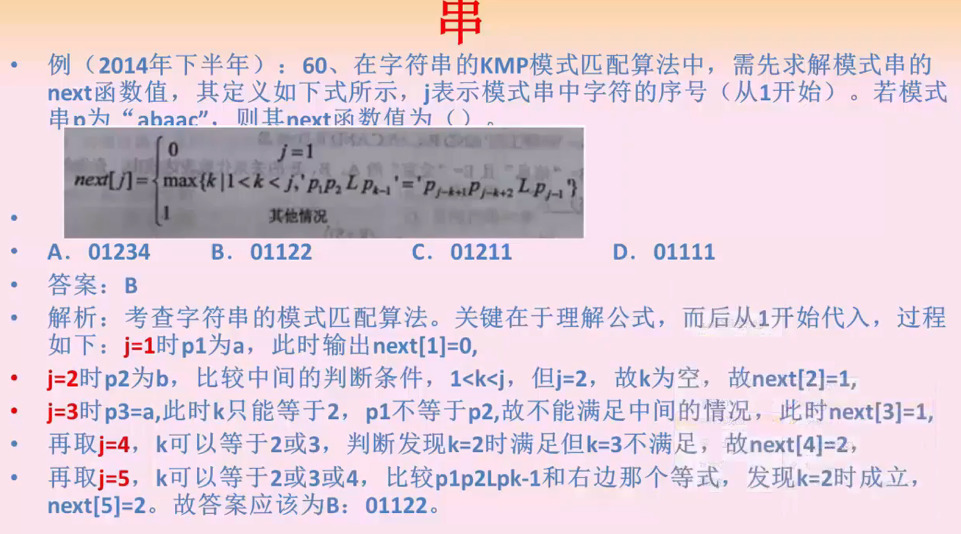 串
• 例（2014年下半年）：60、在字符串的KMP模式匹配算法中，需先求解模式串的
next函数值，其定义如下式所示，j表示模式串中字符的序号（从1开始）。若模式
串p为“abaac”，则其next函数值为（）。
0 j=1
next[j]= max{k|1<k<j,'p₁p₂ L pₖ₋₁'='pⱼ₋ₖ₊₁pⱼ₋ₖ₊₂ L pⱼ₋₁'}
1 其他情况
•
• A．01234 B．01122 C．01211 D．01111
• 答案：B
• 解析：考查字符串的模式匹配算法。关键在于理解公式，而后从1开始代入，过程
如下：j=1时p1为a，此时输出next[1]=0,
• j=2时p2为b，比较中间的判断条件，1<k<j，但j=2，故k为空，故next[2]=1,
• j=3时p3=a,此时k只能等于2，p1不等于p2,故不能满足中间的情况，此时next[3]=1,
• 再取j=4，k可以等于2或3，判断发现k=2时满足但k=3不满足，故next[4]=2，
• 再取j=5，k可以等于2或3或4，比较p1p2Lpk-1和右边那个等式，发现k=2时成立，
next[5]=2。故答案应该为B：01122。